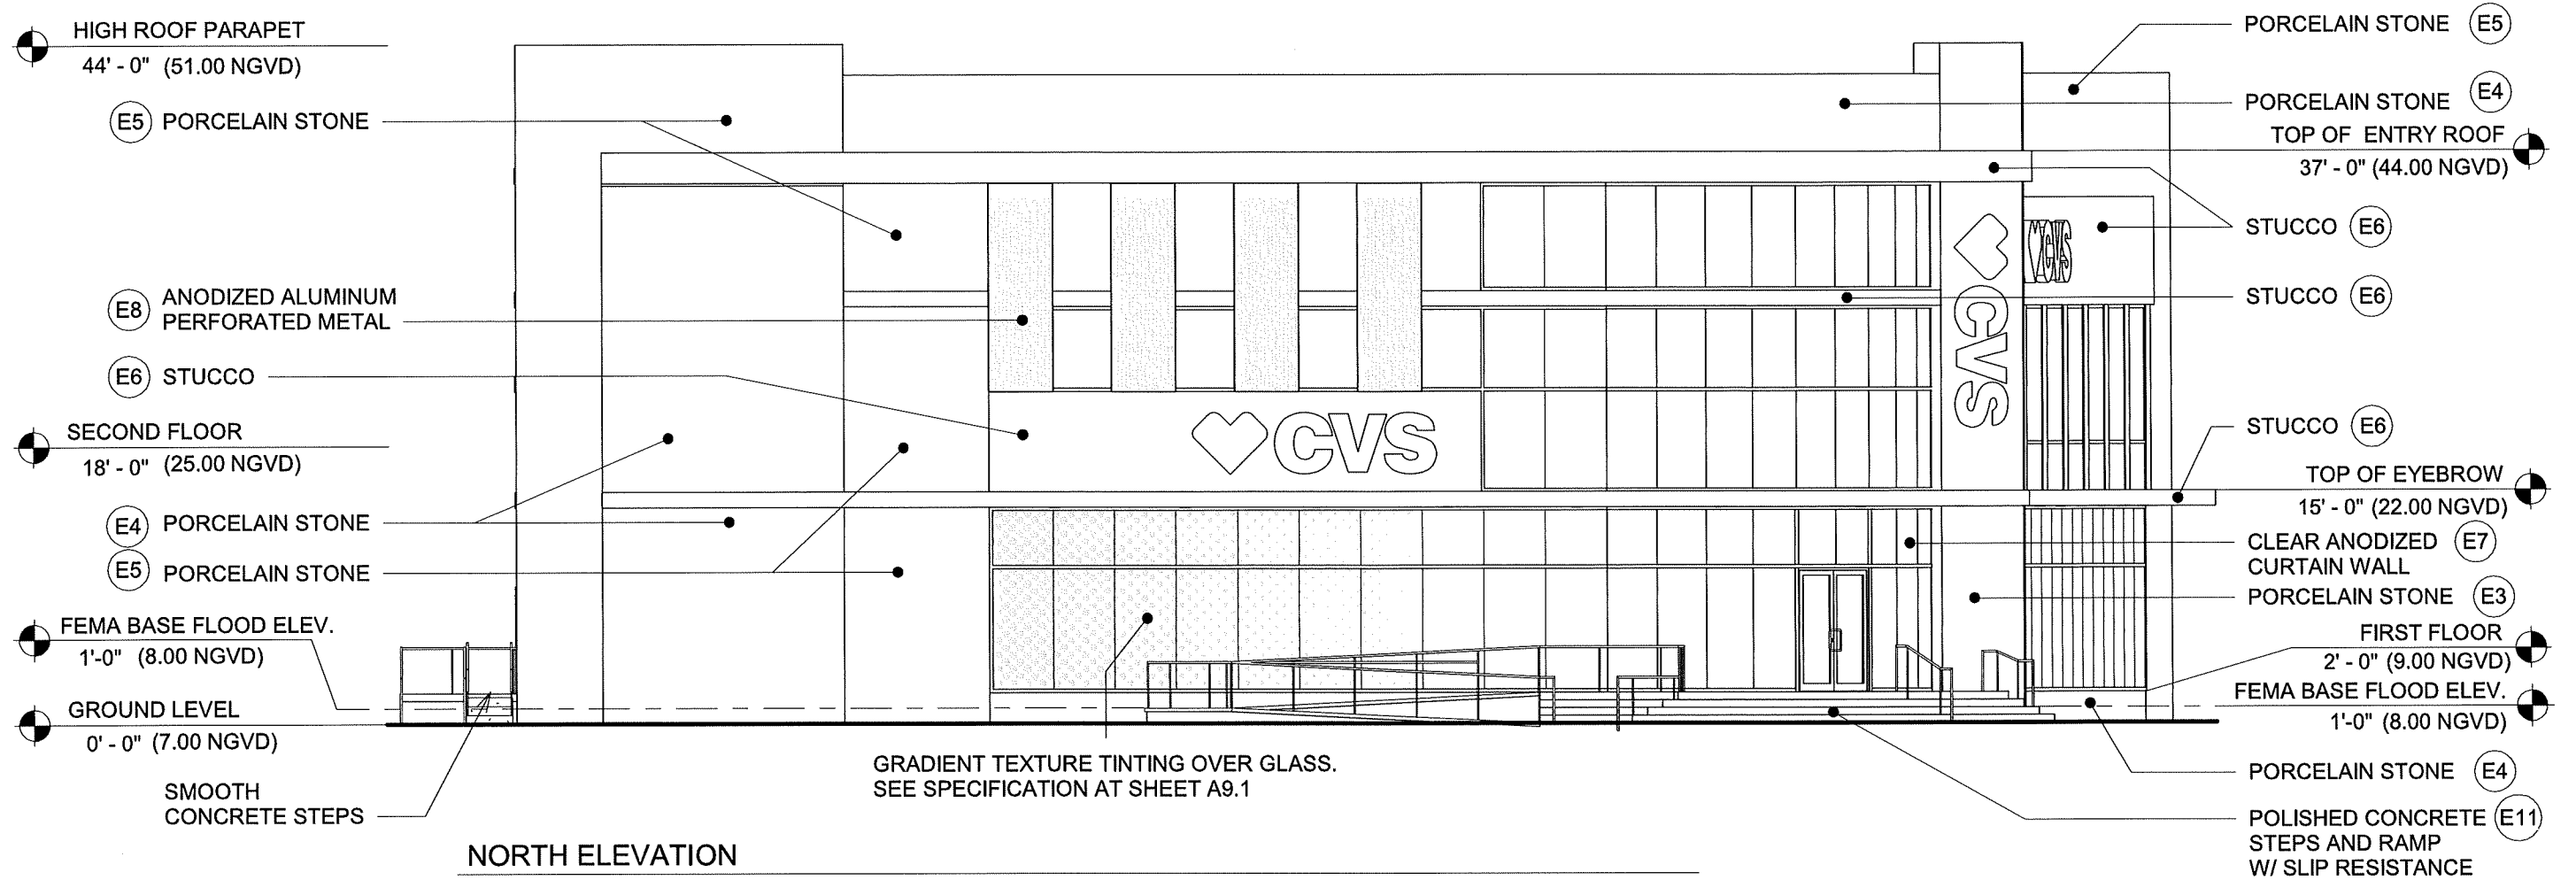 HIGH ROOF PARAPET
44' - 0" (51.00 NGVD)
E5 PORCELAIN STONE
E8 ANODIZED ALUMINUM
PERFORATED METAL
E6 STUCCO
SECOND FLOOR
18' - 0" (25.00 NGVD)
E4 PORCELAIN STONE
E5 PORCELAIN STONE
FEMA BASE FLOOD ELEV.
1'-0" (8.00 NGVD)
GROUND LEVEL
0' - 0" (7.00 NGVD)
SMOOTH
CONCRETE STEPS
CVS
CVS
CVS
GRADIENT TEXTURE TINTING OVER GLASS.
SEE SPECIFICATION AT SHEET A9.1
NORTH ELEVATION
PORCELAIN STONE E5
PORCELAIN STONE E4
TOP OF ENTRY ROOF
37' - 0" (44.00 NGVD)
STUCCO E6
STUCCO E6
STUCCO E6
TOP OF EYEBROW
15' - 0" (22.00 NGVD)
CLEAR ANODIZED E7
CURTAIN WALL
PORCELAIN STONE E3
FIRST FLOOR
2' - 0" (9.00 NGVD)
FEMA BASE FLOOD ELEV.
1'-0" (8.00 NGVD)
PORCELAIN STONE E4
POLISHED CONCRETE E11
STEPS AND RAMP
W/ SLIP RESISTANCE